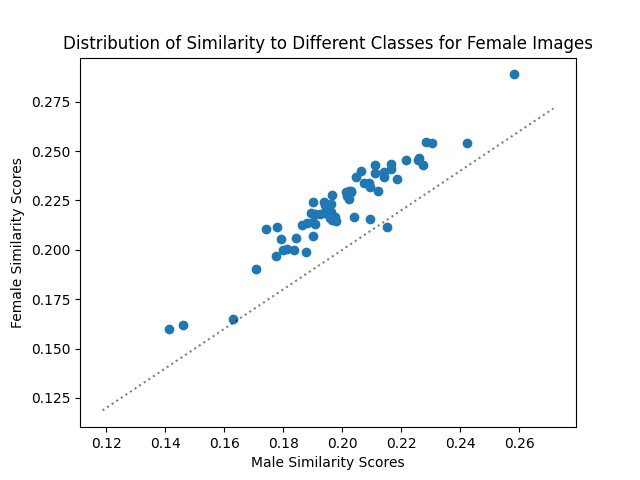 Distribution of Similarity to Different Classes for Female Images
Female Similarity Scores
0.275
0.250
0.225
0.200
0.175
0.150
0.125
0.12 0.14 0.16 0.18 0.20 0.22 0.24 0.26
Male Similarity Scores